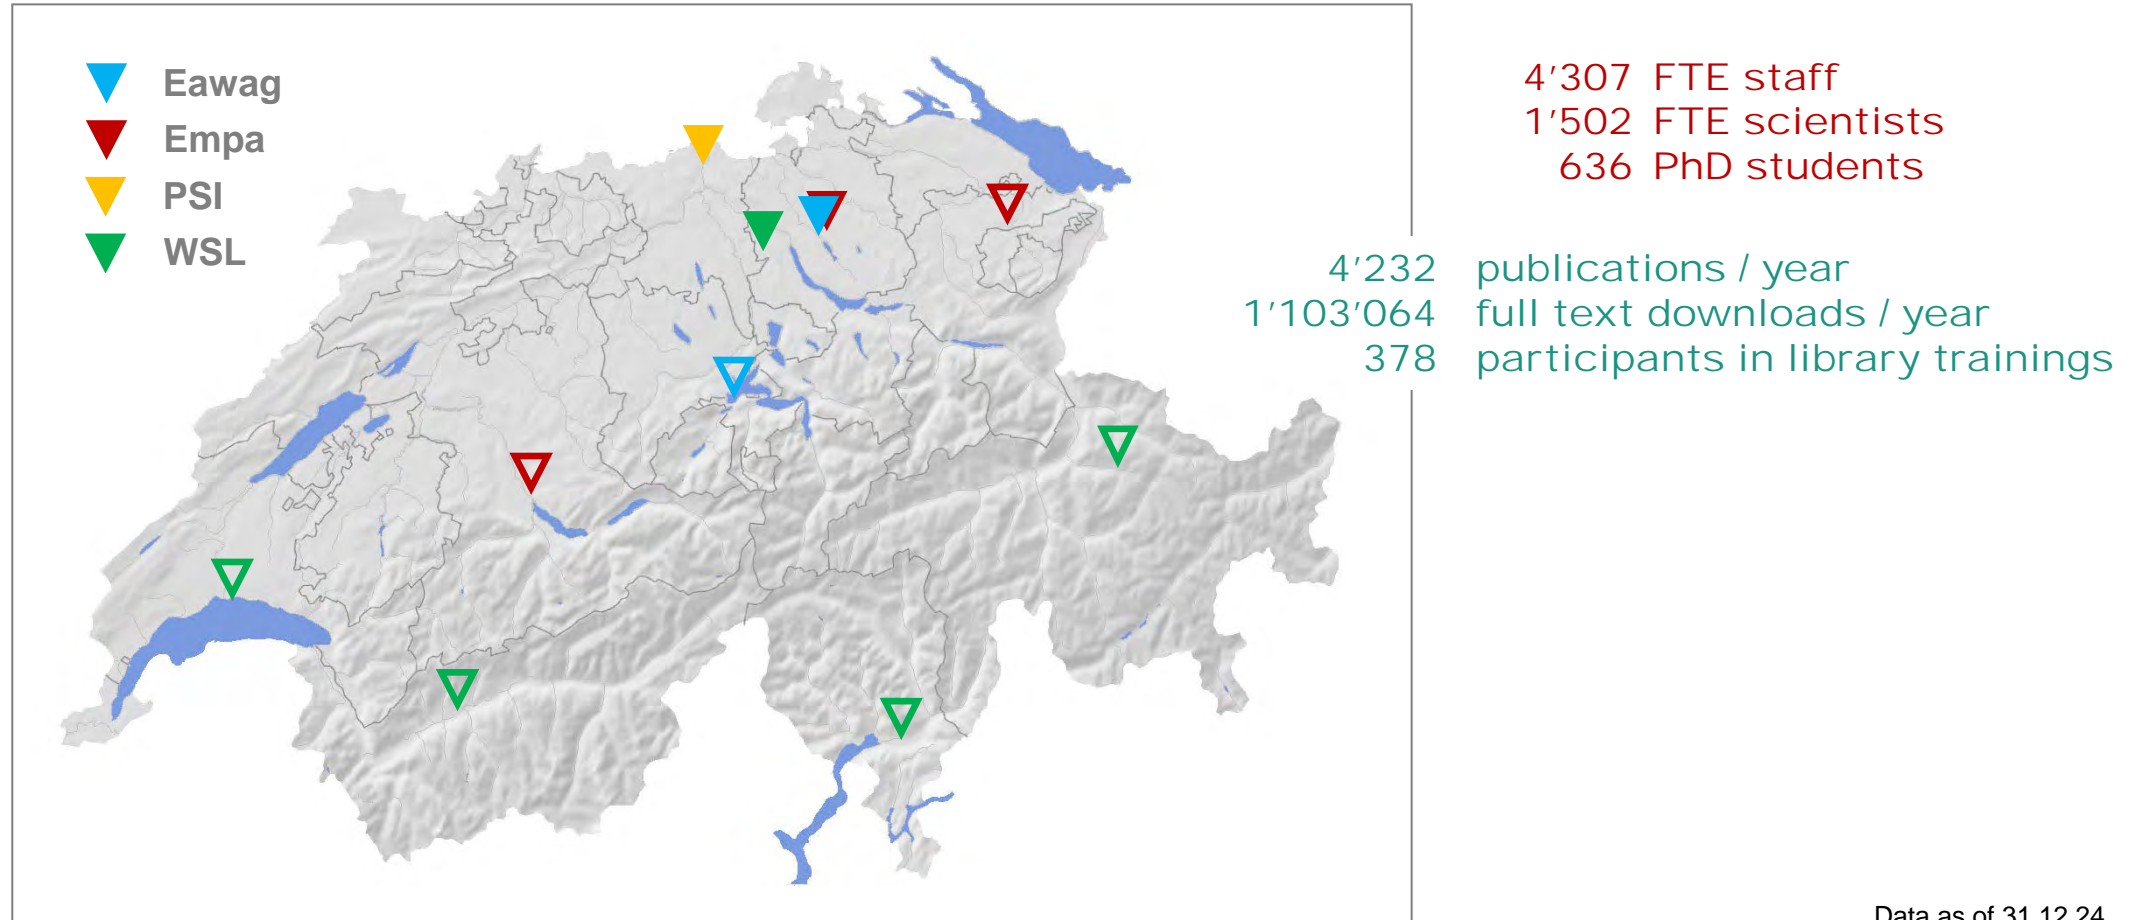 Eawag
Empa
PSI
WSL
4'307 FTE staff
1'502 FTE scientists
636 PhD students
4'232 publications / year
1'103'064 full text downloads / year
378 participants in library trainings
Data as of 31.12.24